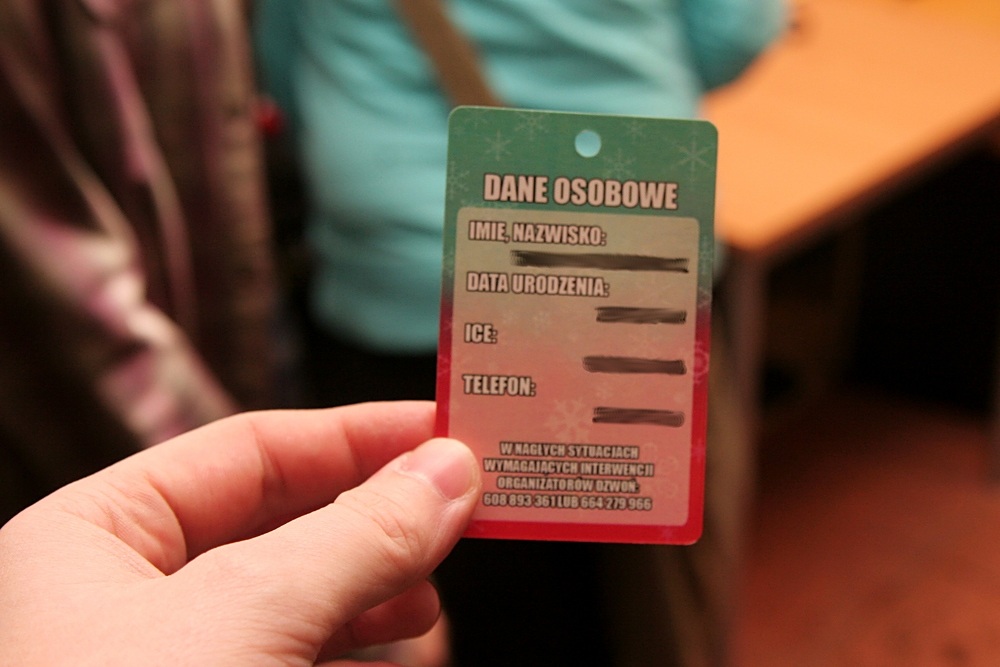 DANE OSOBOWE
IMIĘ, NAZWISKO:
DATA URODZENIA:
ICE:
TELEFON:
W NAGŁYCH SYTUACJACH
WYMAGAJĄCYCH INTERWENCJI
ORGANIZATORÓW DZWOŃ:
608 893 361 LUB 664 279 966